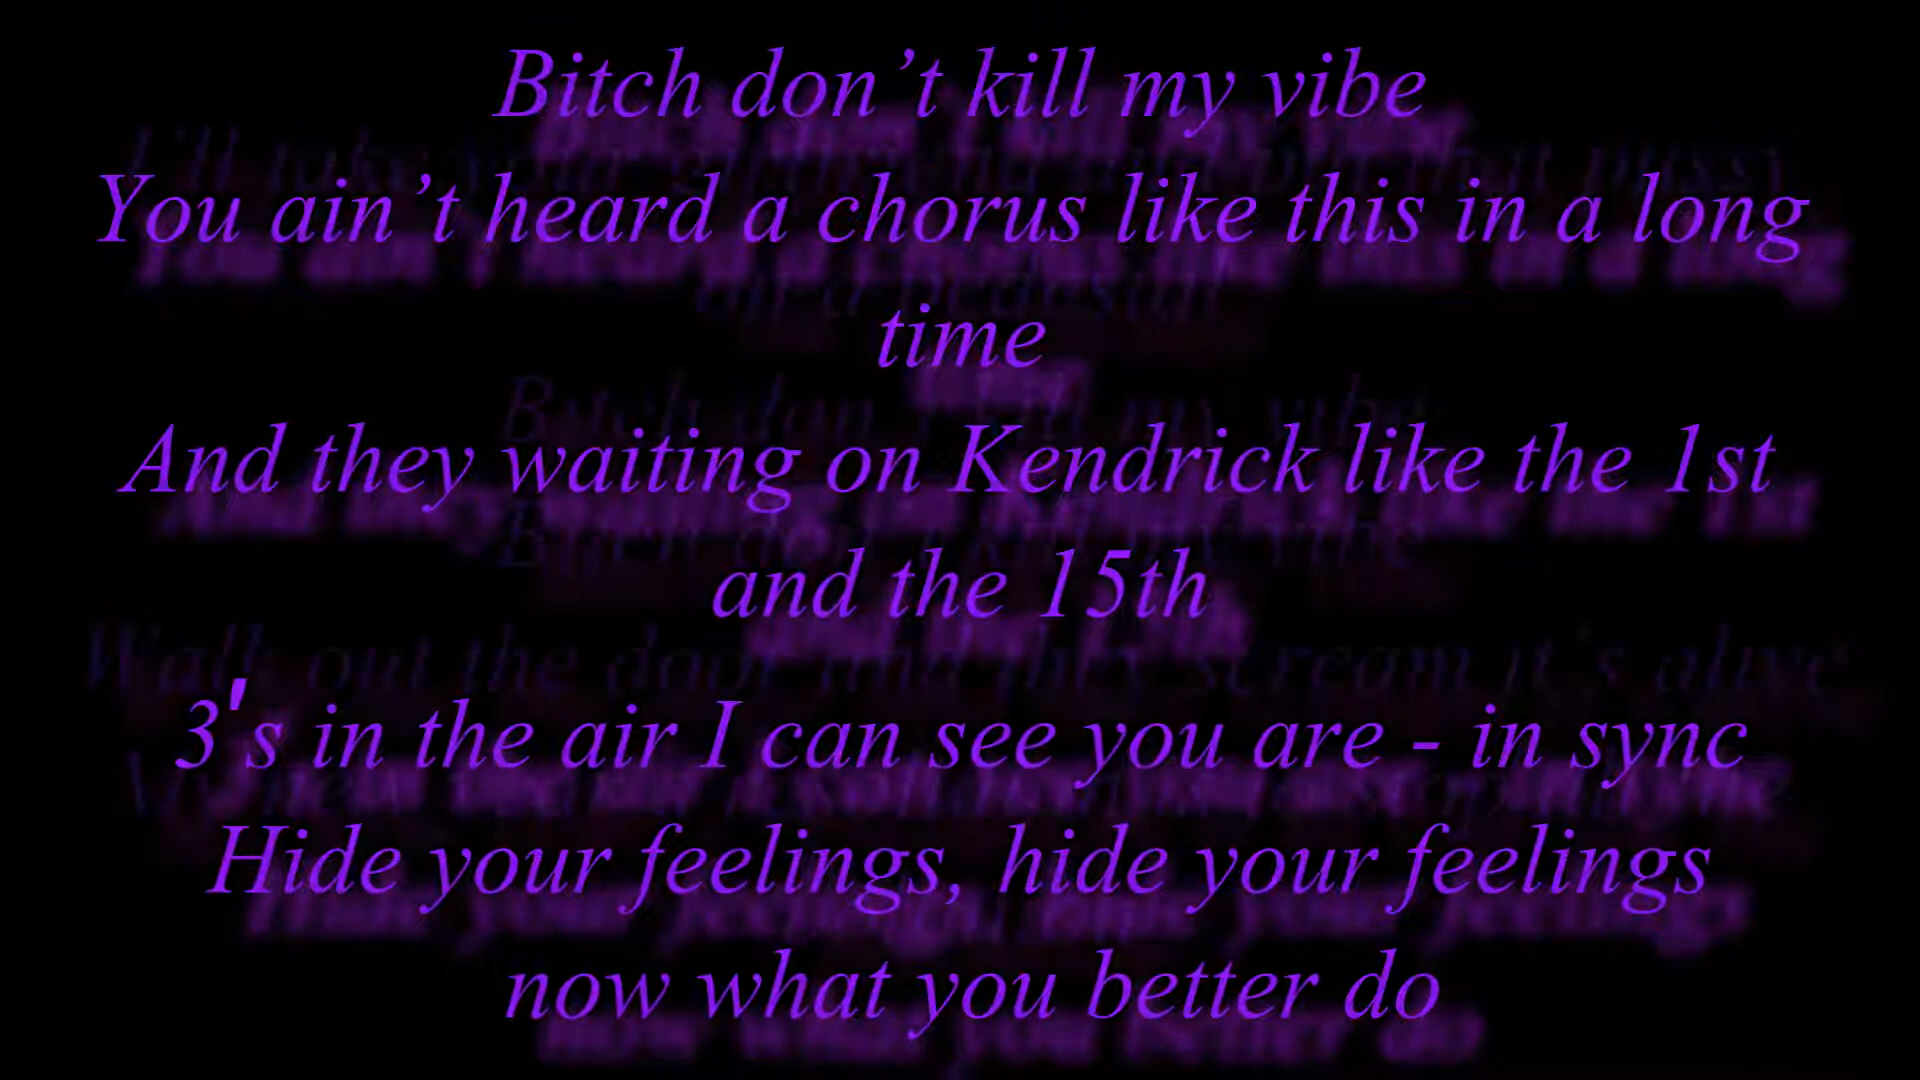 Bitch don’t kill my vibe
You ain’t heard a chorus like this in a long
time
And they waiting on Kendrick like the 1st
and the 15th
3's in the air I can see you are - in sync
Hide your feelings, hide your feelings
now what you better do